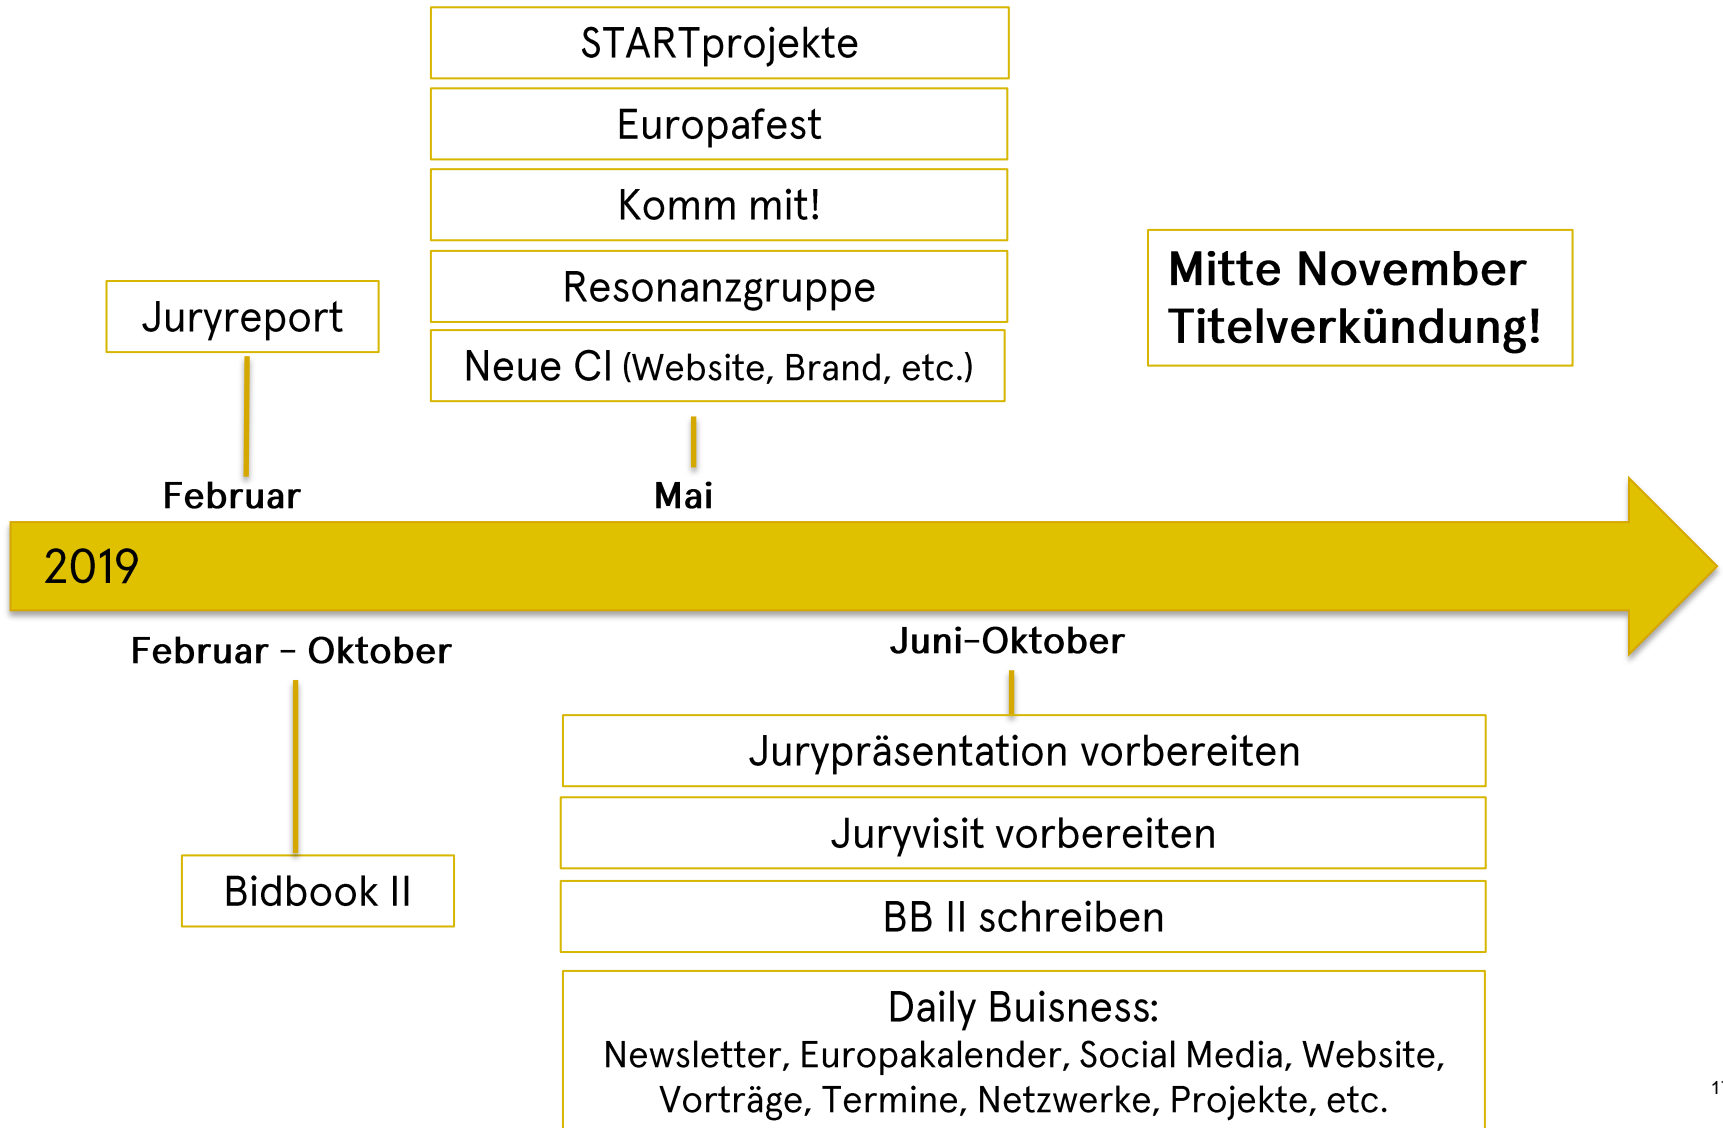 STARTprojekte
Europafest
Komm mit!
Resonanzgruppe
Neue CI (Website, Brand, etc.)
Mitte November
Titelverkündung!
Juryreport
Februar
Mai
2019
Februar - Oktober
Juni-Oktober
Bidbook II
Jurypräsentation vorbereiten
Juryvisit vorbereiten
BB II schreiben
Daily Buisness:
Newsletter, Europakalender, Social Media, Website,
Vorträge, Termine, Netzwerke, Projekte, etc.